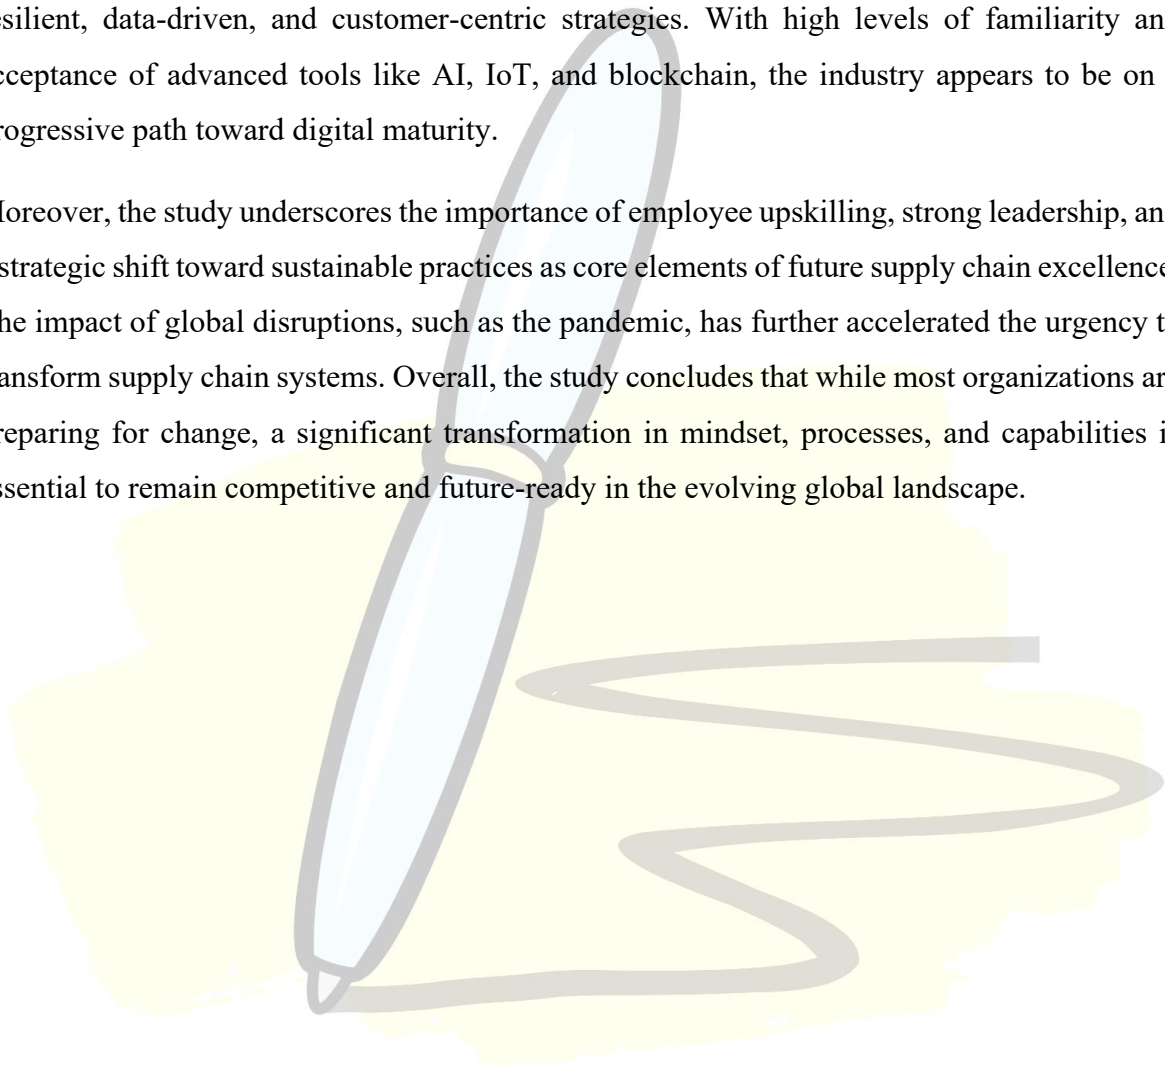 esilient, data-driven, and customer-centric strategies. With high levels of familiarity an
cceptance of advanced tools like AI, IoT, and blockchain, the industry appears to be on
rogressive path toward digital maturity.
oreover, the study underscores the importance of employee upskilling, strong leadership, an
strategic shift toward sustainable practices as core elements of future supply chain excellence
he impact of global disruptions, such as the pandemic, has further accelerated the urgency t
ansform supply chain systems. Overall, the study concludes that while most organizations ar
reparing for change, a significant transformation in mindset, processes, and capabilities i
ssential to remain competitive and future-ready in the evolving global landscape.